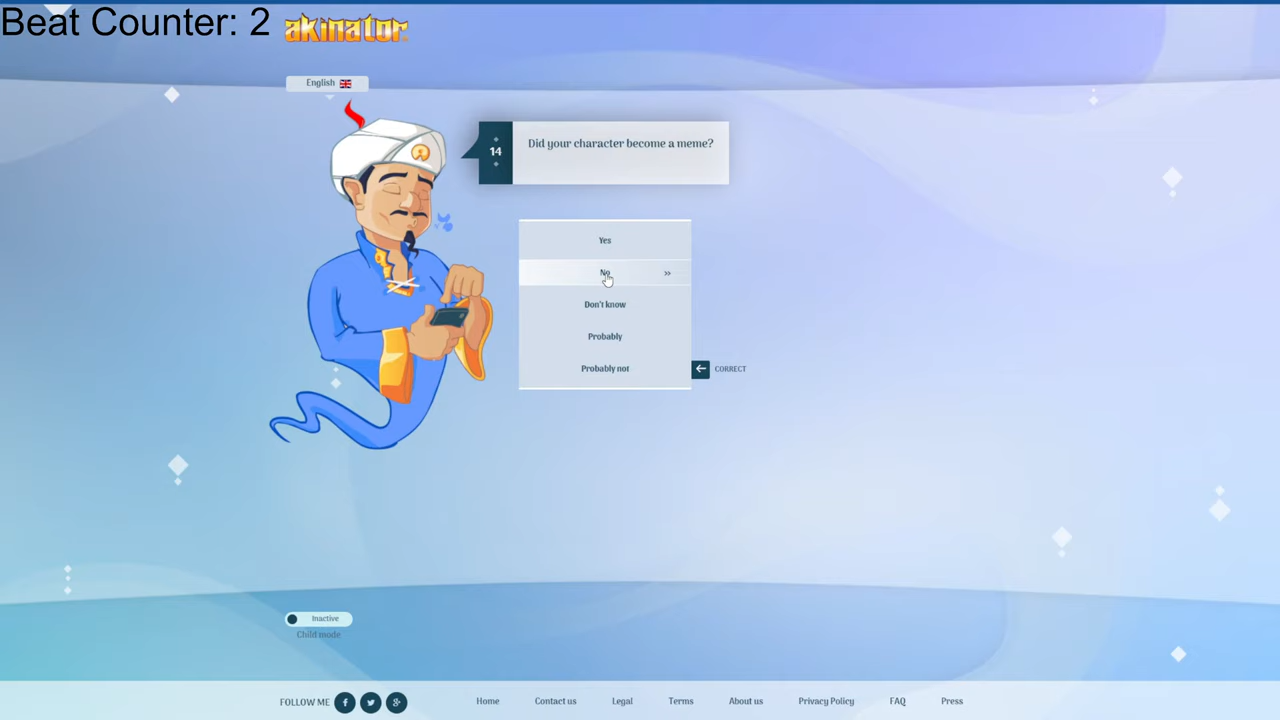 Beat Counter: 2
akinator
English
14
Did your character become a meme?
Yes
No
Don't know
Probably
Probably not
CORRECT
Inactive
Child mode
FOLLOW ME
Home
Contact us
Legal
Terms
About us
Privacy Policy
FAQ
Press